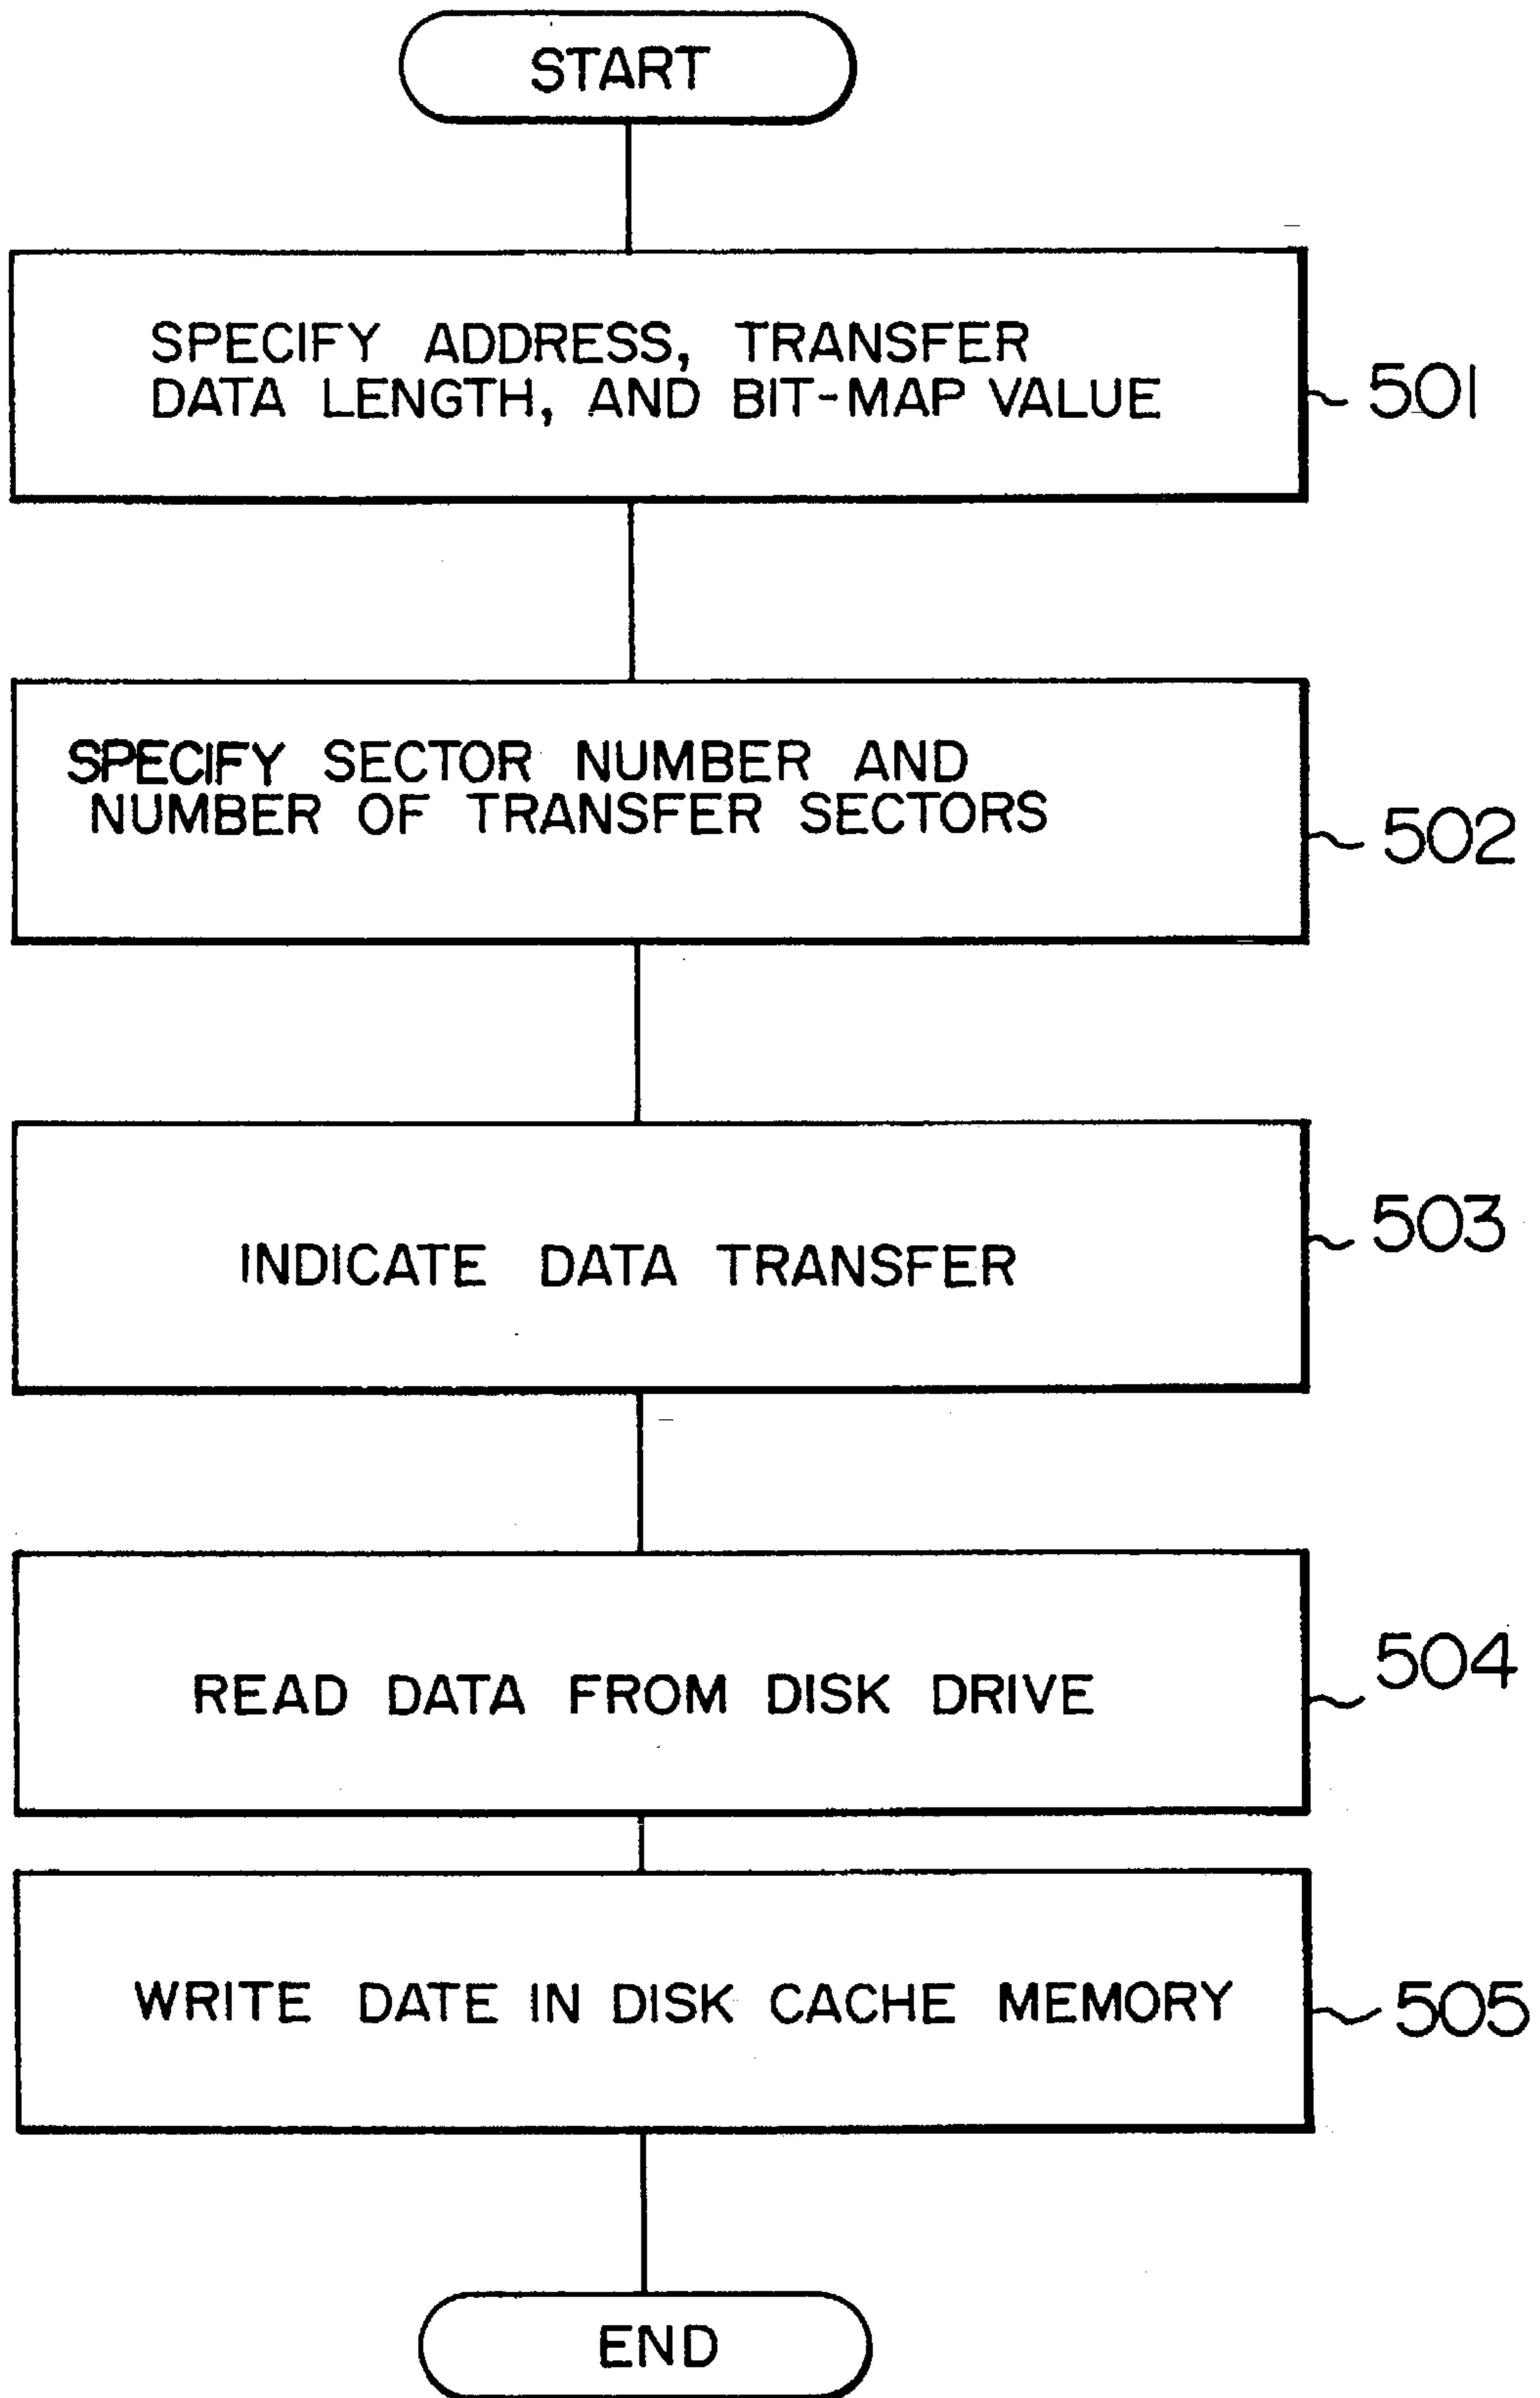 START
SPECIFY ADDRESS, TRANSFER
DATA LENGTH, AND BIT-MAP VALUE
501
SPECIFY SECTOR NUMBER AND
NUMBER OF TRANSFER SECTORS
502
INDICATE DATA TRANSFER
503
READ DATA FROM DISK DRIVE
504
WRITE DATE IN DISK CACHE MEMORY
505
END